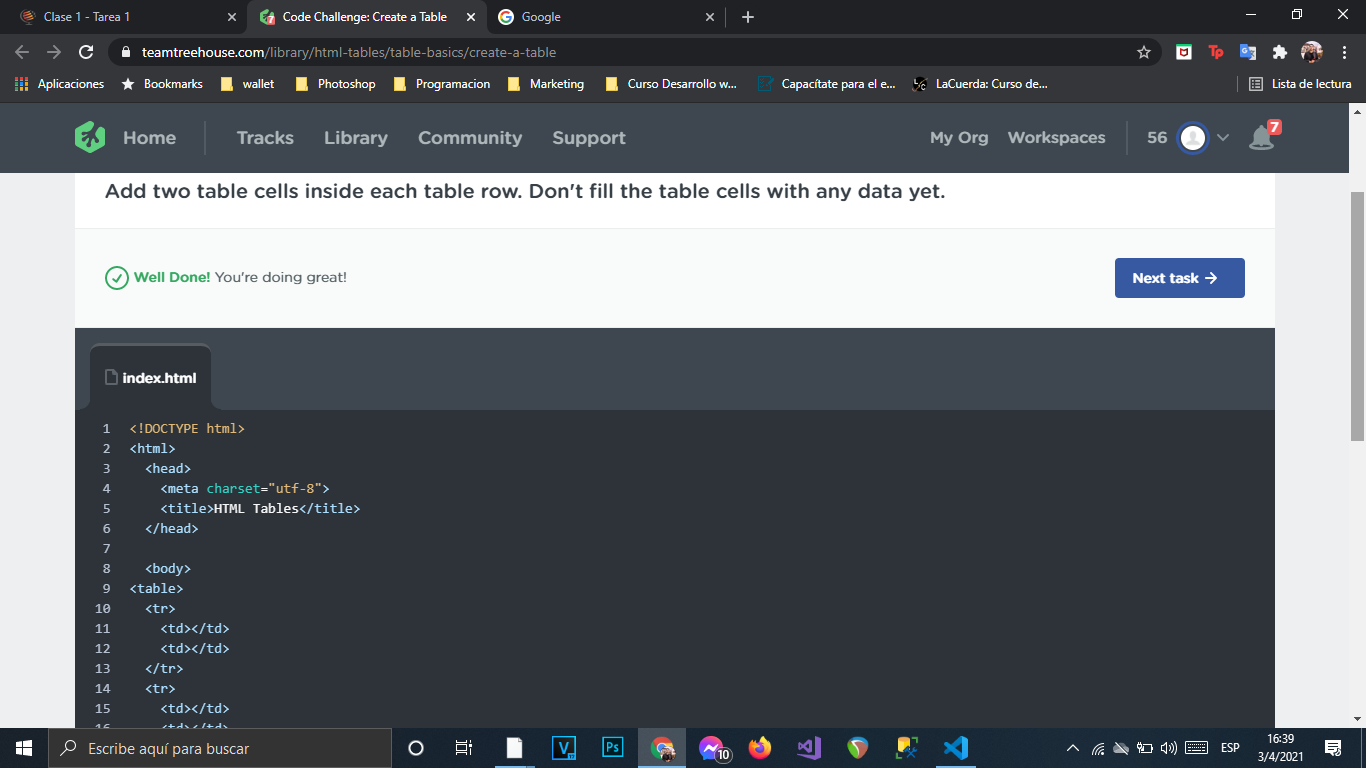 Clase 1 - Tarea 1
Code Challenge: Create a Table
Google
teamtreehouse.com/library/html-tables/table-basics/create-a-table
Aplicaciones
Bookmarks
wallet
Photoshop
Programacion
Marketing
Curso Desarrollo w...
Capacítate para el e...
LaCuerda: Curso de...
Lista de lectura
Home
Tracks
Library
Community
Support
My Org
Workspaces
56
7
Add two table cells inside each table row. Don't fill the table cells with any data yet.
Well Done! You're doing great!
Next task →
index.html
1 <!DOCTYPE html>
2 <html>
3 <head>
4 <meta charset="utf-8">
5 <title>HTML Tables</title>
6 </head>
7
8 <body>
9 <table>
10 <tr>
11 <td></td>
12 <td></td>
13 </tr>
14 <tr>
15 <td></td>
16 <td></td>
Escribe aquí para buscar
10
ESP
16:39
3/4/2021